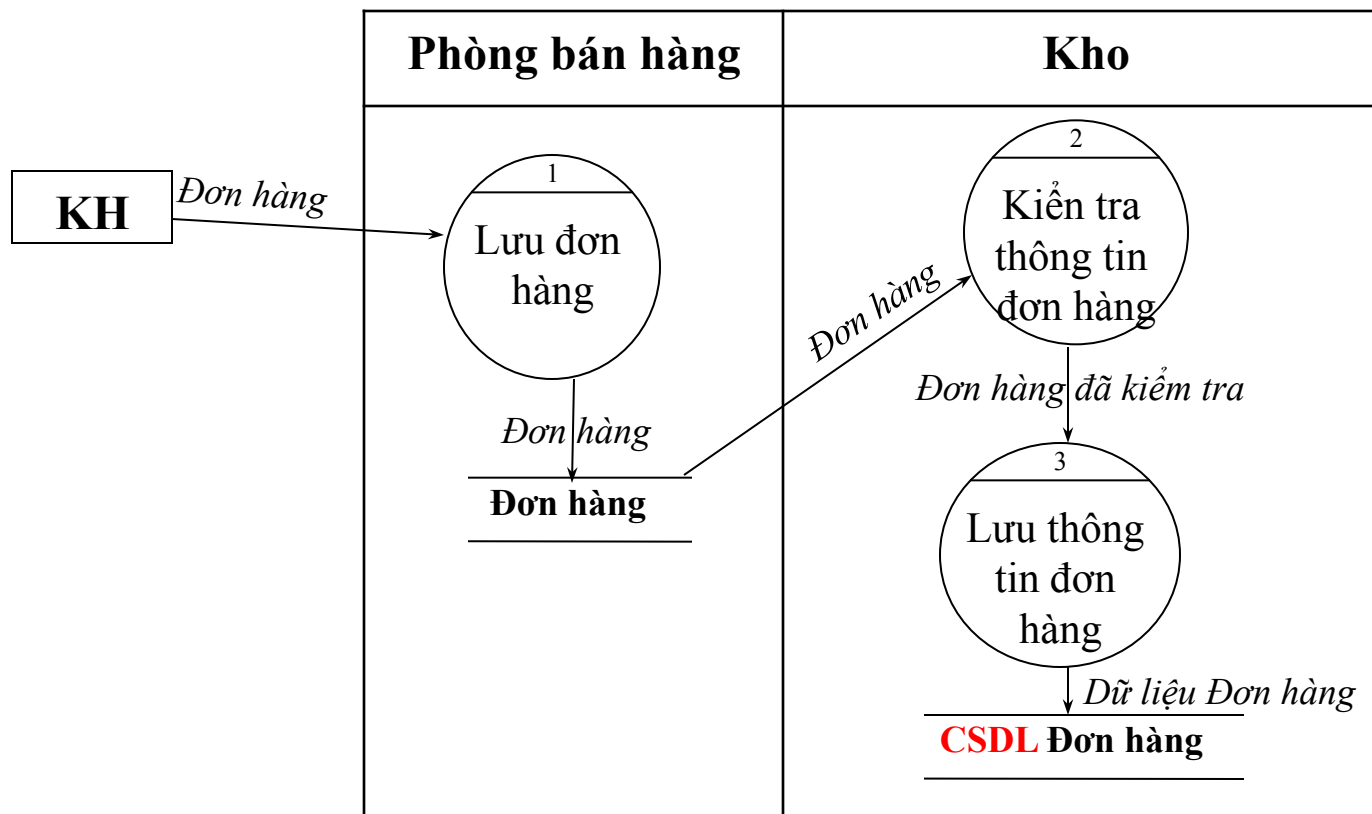 Phòng bán hàng
Kho
KH
Đơn hàng
1
Lưu đơn
hàng
Đơn hàng
Đơn hàng
Đơn hàng
2
Kiển tra
thông tin
đơn hàng
Đơn hàng đã kiểm tra
3
Lưu thông
tin đơn
hàng
Dữ liệu Đơn hàng
CSDL Đơn hàng